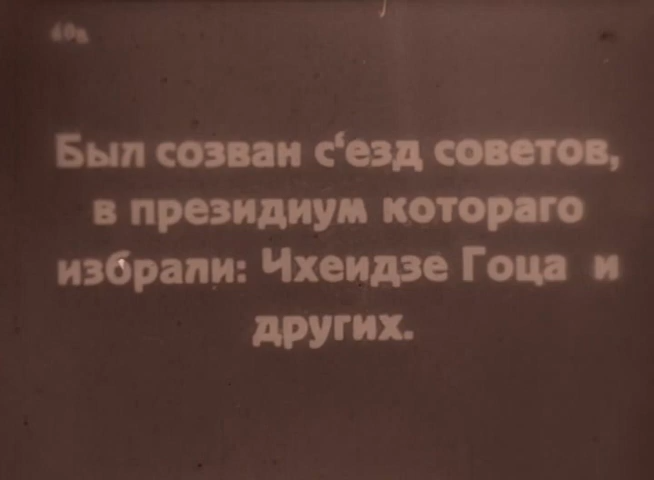 Был созван с‘езд советов,
в президиум котораго
избрали: Чхеидзе Гоца и
других.